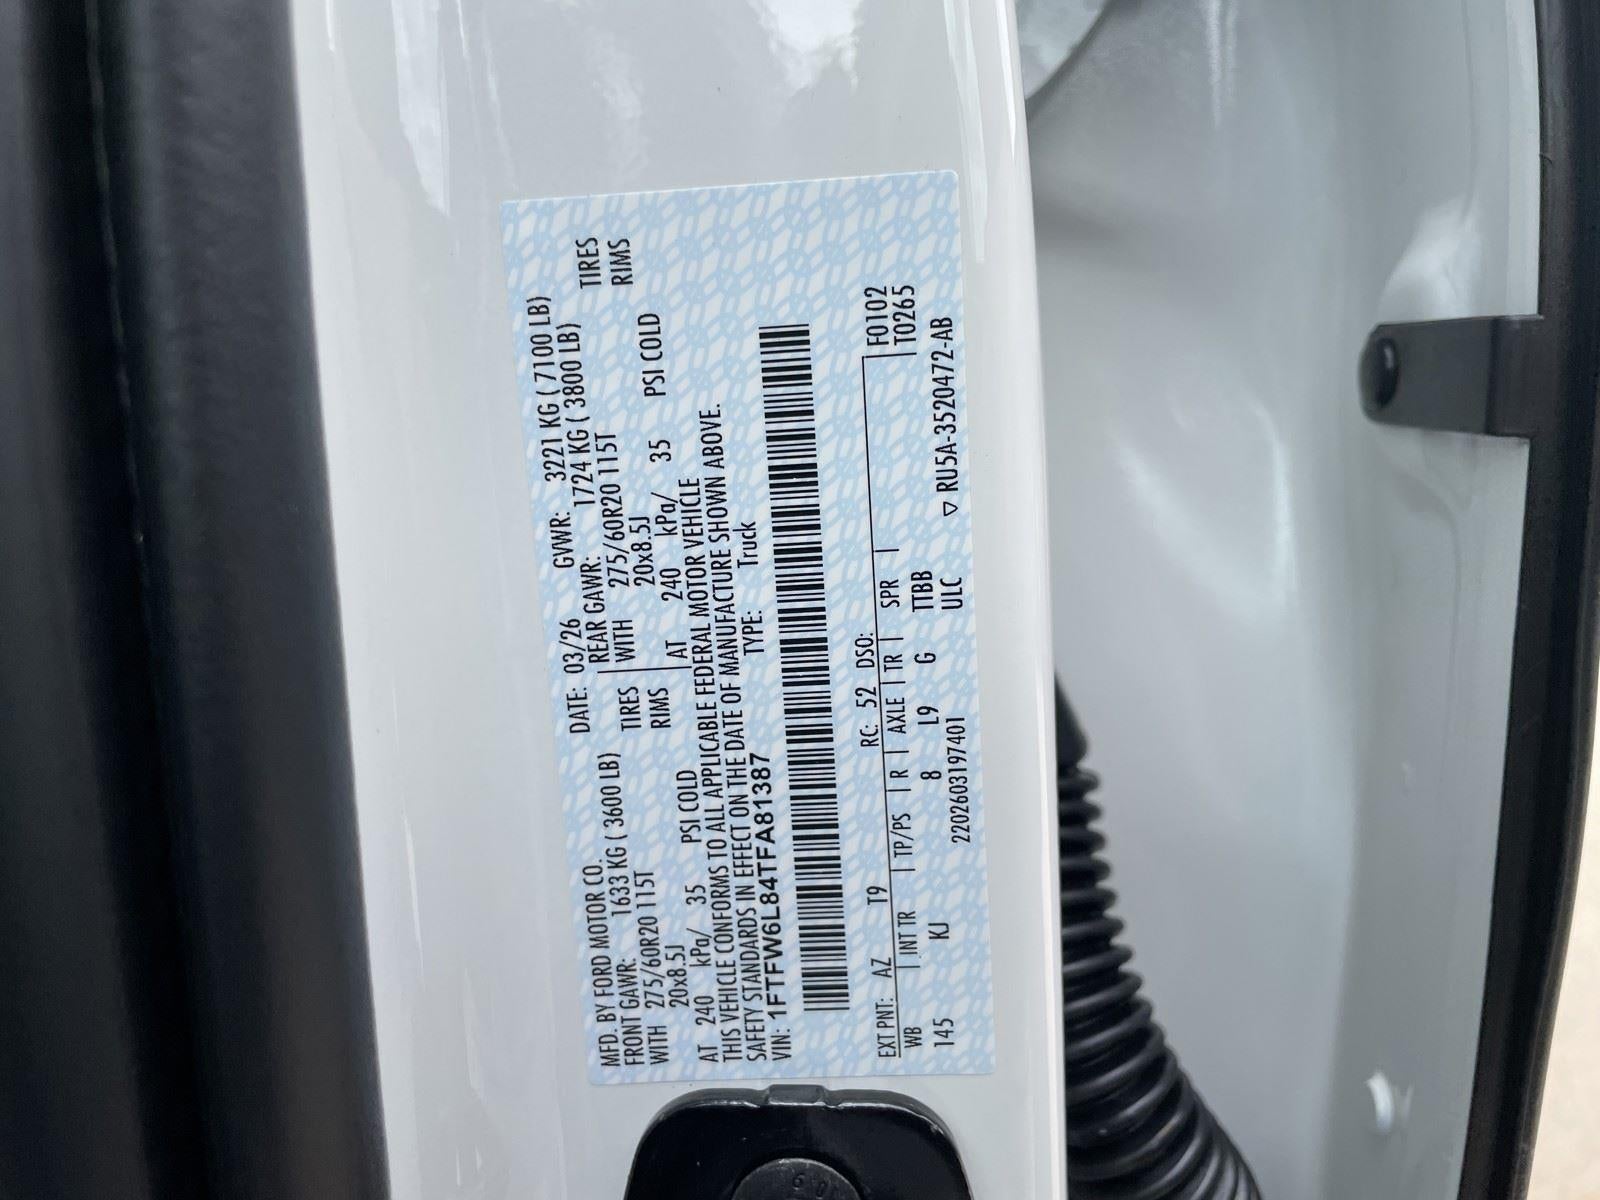 MFD. BY FORD MOTOR CO.
DATE: 03/26 GVWR: 3221 KG ( 7100 LB)
FRONT GAWR: 1633 KG ( 3600 LB) REAR GAWR: 1724 KG ( 3800 LB)
WITH 275/60R20 115T TIRES WITH 275/60R20 115T TIRES
20x8.5J RIMS 20x8.5J RIMS
AT 240 kPa/ 35 PSI COLD AT 240 kPa/ 35 PSI COLD
THIS VEHICLE CONFORMS TO ALL APPLICABLE FEDERAL MOTOR VEHICLE
SAFETY STANDARDS IN EFFECT ON THE DATE OF MANUFACTURE SHOWN ABOVE.
VIN: 1FTFW6L84TFA81387 TYPE: Truck
F0102
EXT PNT: AZ T9 RC: 52 DSO: T0265
WB INT TR TP/PS R AXLE TR SPR
145 KJ 8 L9 G TTBB
2202603197401 ULC ▽ RU5A-3520472-AB